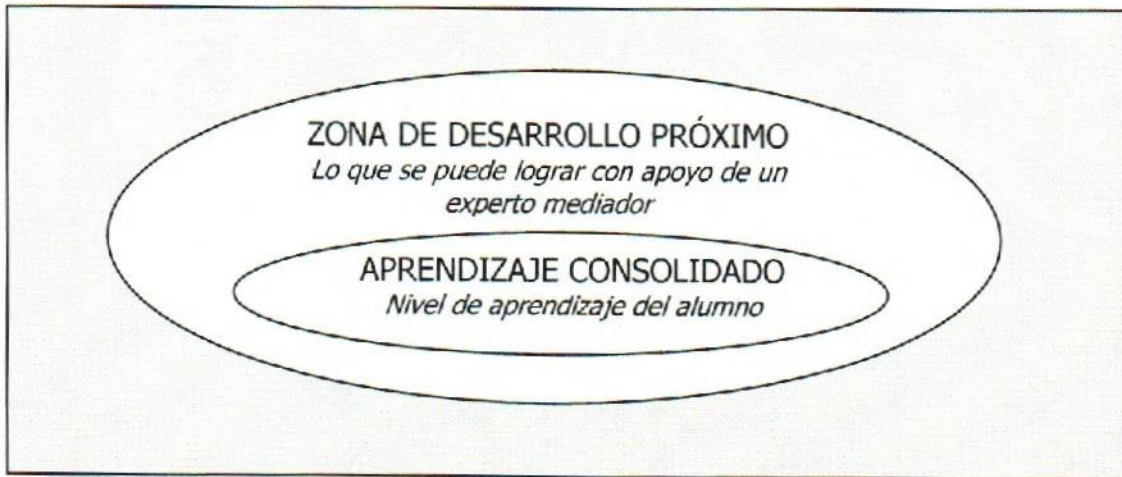 ZONA DE DESARROLLO PRÓXIMO
Lo que se puede lograr con apoyo de un
experto mediador
APRENDIZAJE CONSOLIDADO
Nivel de aprendizaje del alumno